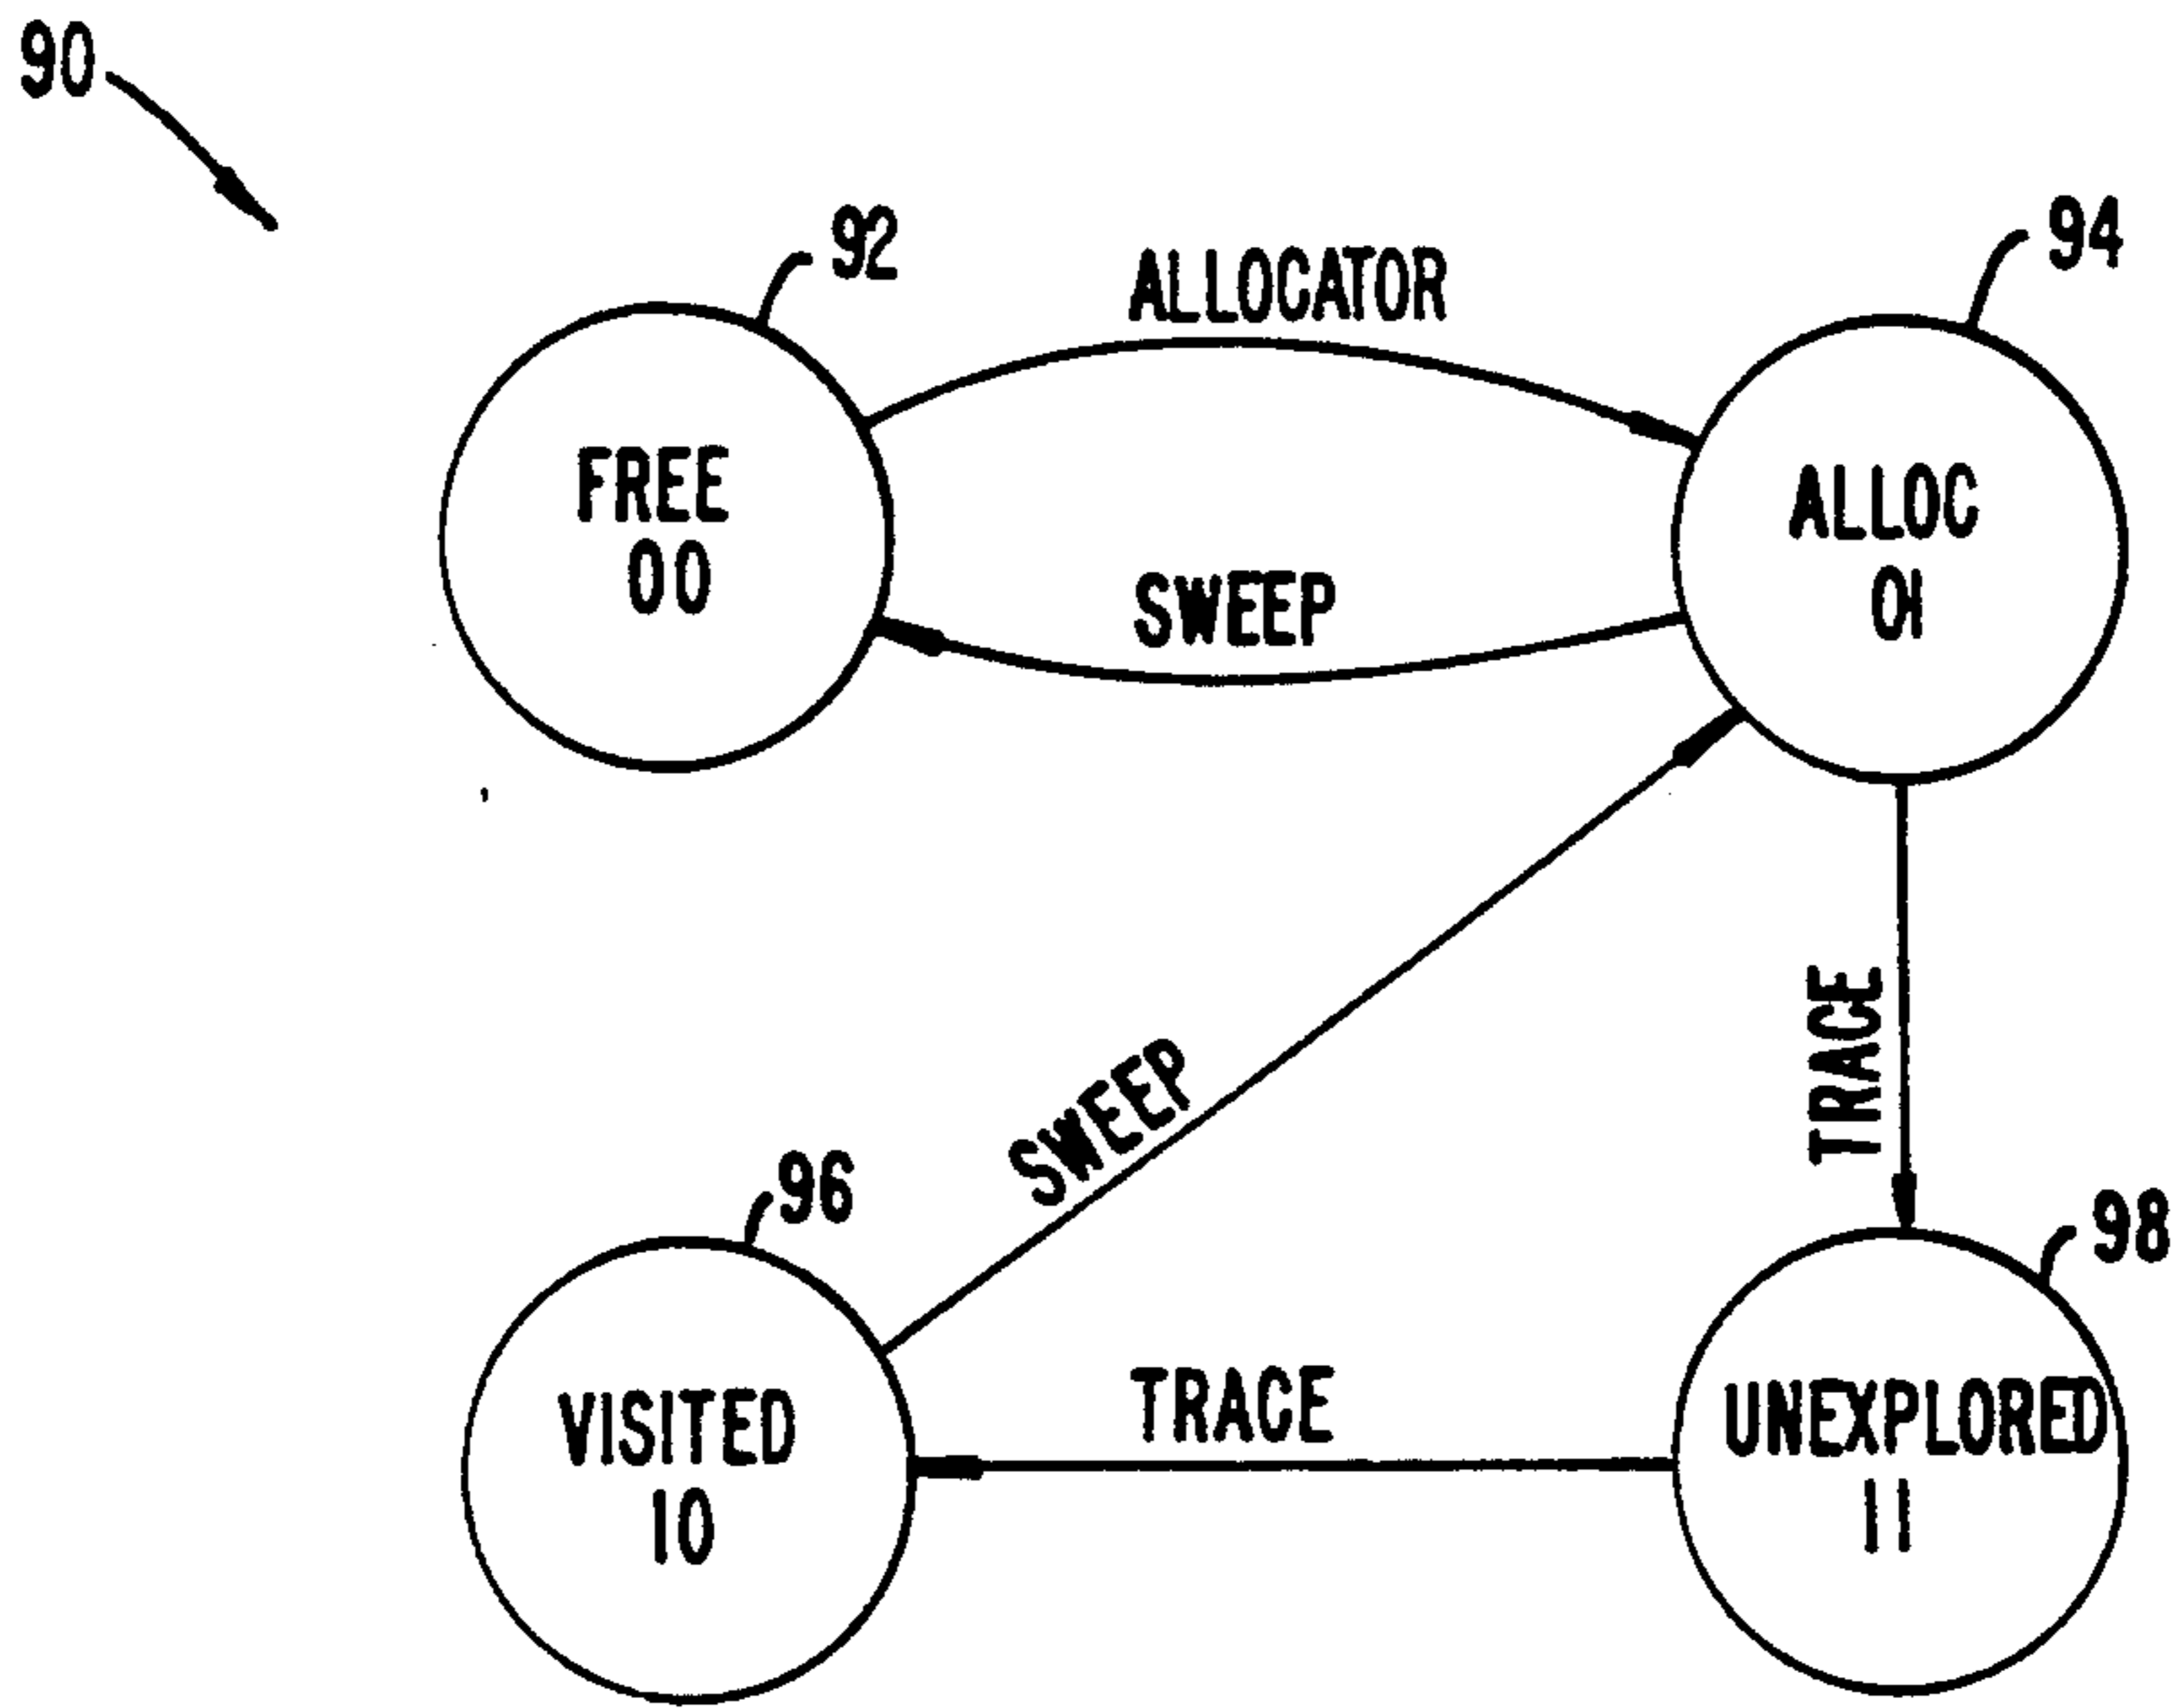 90
92
94
ALLOCATOR
FREE
00
ALLOC
01
SWEEP
TRACE
SWEEP
96
98
VISITED
10
TRACE
UNEXPLORED
11